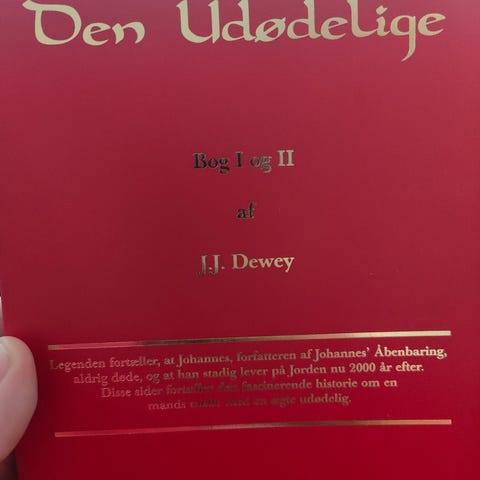 Den Udødelige
Bog I og II
af
J.J. Dewey
Legenden fortæller, at Johannes, forfatteren af Johannes' Åbenbaring,
aldrig døde, og at han stadig lever på Jorden nu 2000 år efter.
Disse sider fortæller den fascinerende historie om en
mands møde med en ægte udødelig.